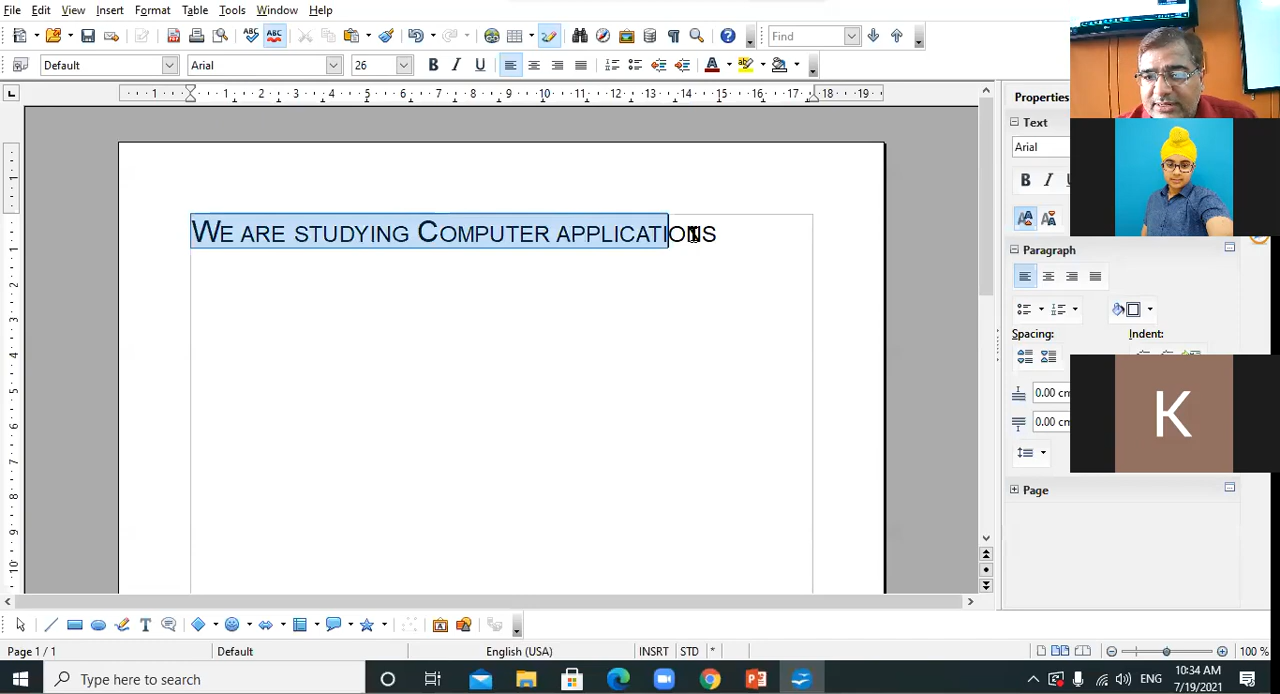 File Edit View Insert Format Table Tools Window Help
Find
Default Arial 26
Properties
Text
Arial
WE ARE STUDYING COMPUTER APPLICATIONS
Paragraph
Spacing: Indent:
0.00 cm
0.00 cm
K
Page
Page 1 / 1 Default English (USA) INSRT STD * 100 %
Type here to search
ENG
10:34 AM
7/19/2021